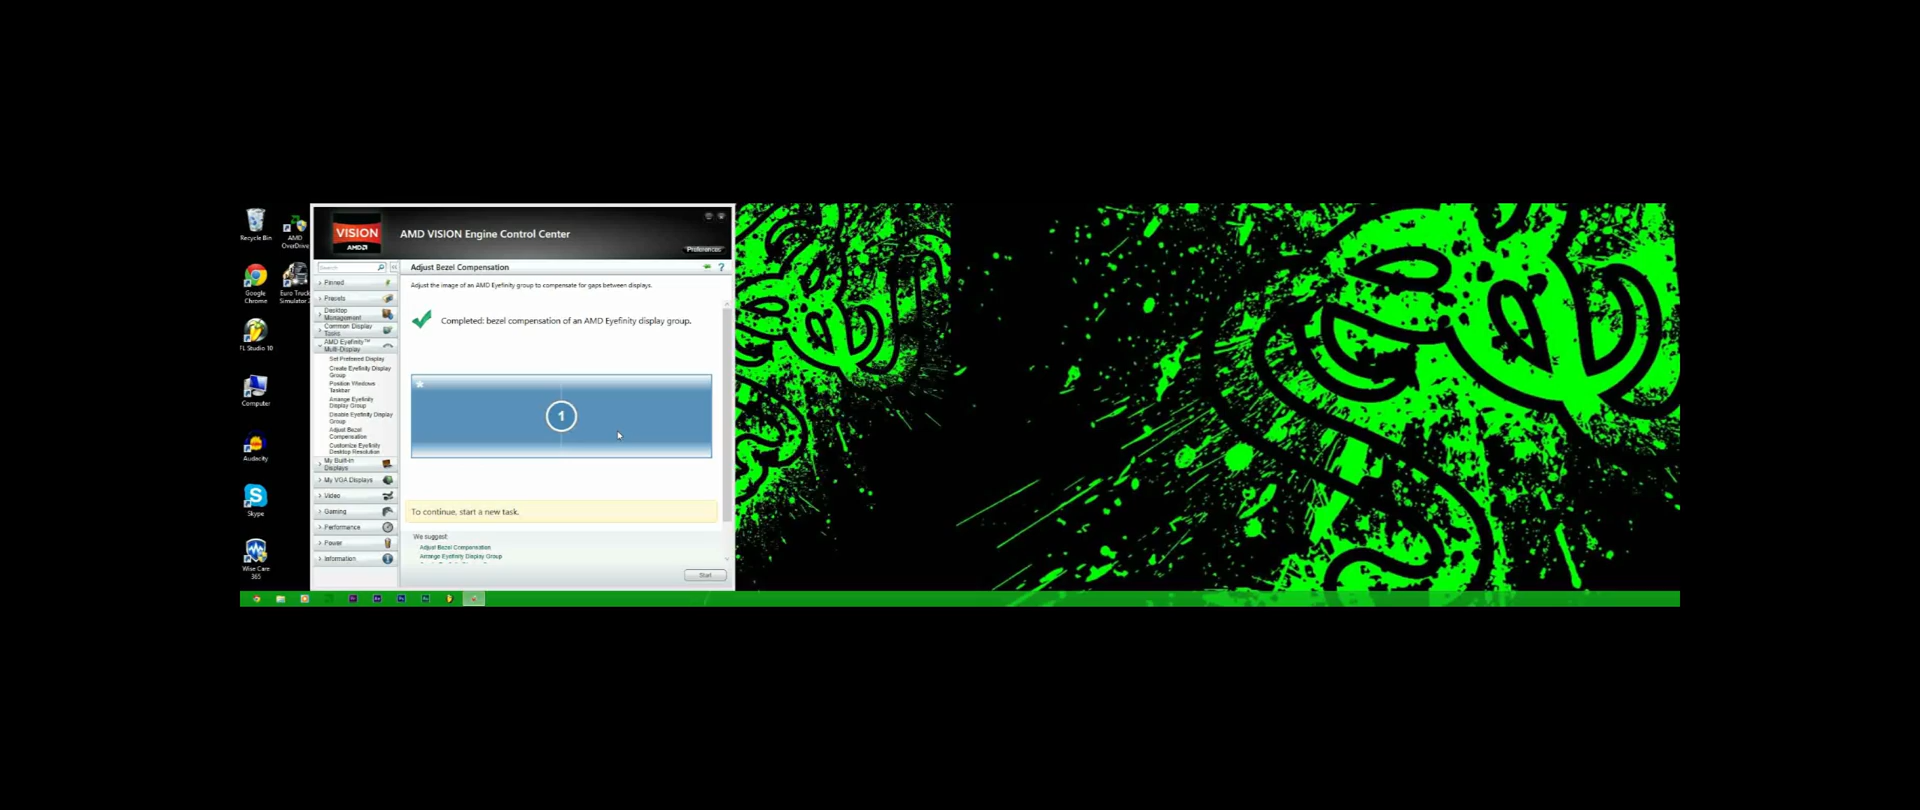 Recycle Bin
AMD
OverDrive
Google
Chrome
Euro Truck
Simulator 2
FL Studio 10
Computer
Audacity
Skype
Wise Care
365
VISION
AMD
AMD VISION Engine Control Center
Preferences
Search
Adjust Bezel Compensation
Pinned
Presets
Desktop
Management
Common Display
Tasks
AMD Eyefinity™
Multi-Display
Set Preferred Display
Create Eyefinity Display
Group
Position Windows
Taskbar
Arrange Eyefinity
Display Group
Disable Eyefinity Display
Group
Adjust Bezel
Compensation
Customize Eyefinity
Desktop Resolution
My Built-in
Displays
My VGA Displays
Video
Gaming
Performance
Power
Information
Adjust the image of an AMD Eyefinity group to compensate for gaps between displays.
Completed: bezel compensation of an AMD Eyefinity display group.
1
To continue, start a new task.
We suggest:
Adjust Bezel Compensation
Arrange Eyefinity Display Group
Start